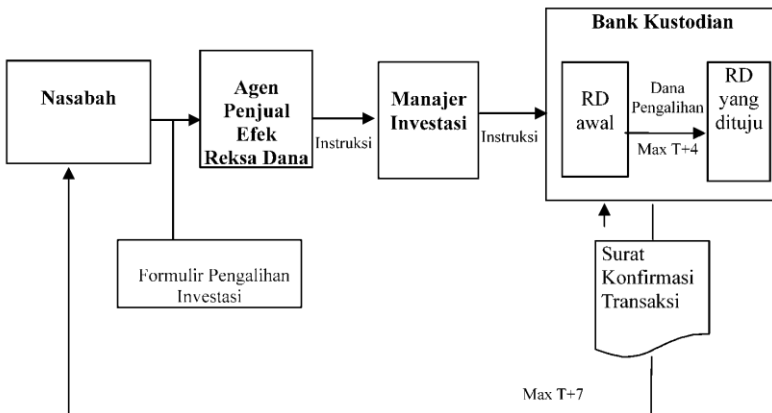 Bank Kustodian
Nasabah
Agen
Penjual
Efek
Reksa Dana
Instruksi
Manajer
Investasi
Instruksi
RD
awal
Dana
Pengalihan
Max T+4
RD
yang
dituju
Formulir Pengalihan
Investasi
Surat
Konfirmasi
Transaksi
Max T+7